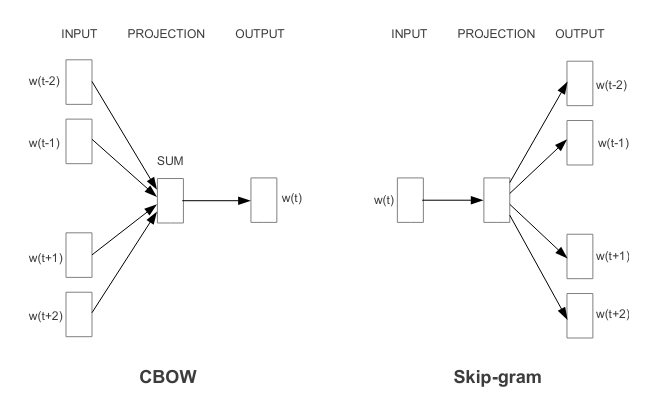 INPUT PROJECTION OUTPUT
w(t-2)
w(t-1)
SUM
w(t)
w(t+1)
w(t+2)
CBOW
INPUT PROJECTION OUTPUT
w(t-2)
w(t-1)
w(t)
w(t+1)
w(t+2)
Skip-gram